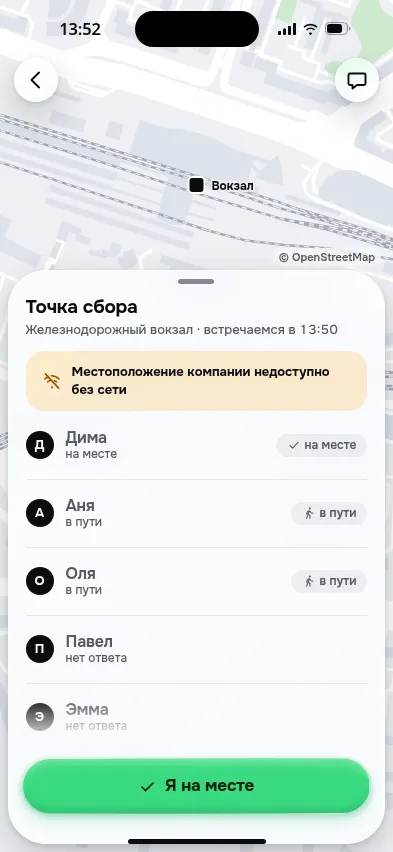 13:52
Вокзал
© OpenStreetMap
Точка сбора
Железнодорожный вокзал · встречаемся в 13:50
Местоположение компании недоступно
без сети
Д
Дима
на месте
на месте
А
Аня
в пути
в пути
О
Оля
в пути
в пути
П
Павел
нет ответа
Э
Эмма
нет ответа
Я на месте